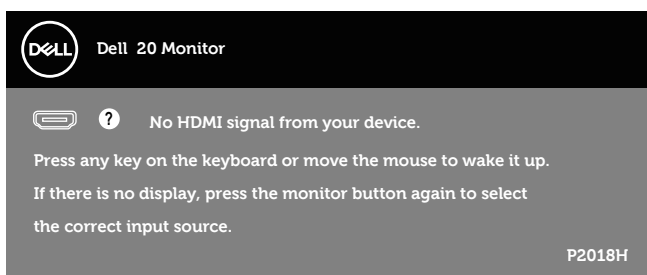 DELL
Dell 20 Monitor
? No HDMI signal from your device.
Press any key on the keyboard or move the mouse to wake it up.
If there is no display, press the monitor button again to select
the correct input source.
P2018H